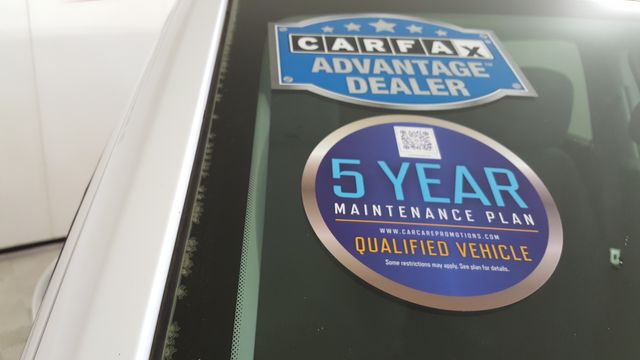 CARFAX
ADVANTAGE™
DEALER
5 YEAR
MAINTENANCE PLAN
WWW.CARCAREPROMOTIONS.COM
QUALIFIED VEHICLE
Some restrictions may apply. See plan for details.